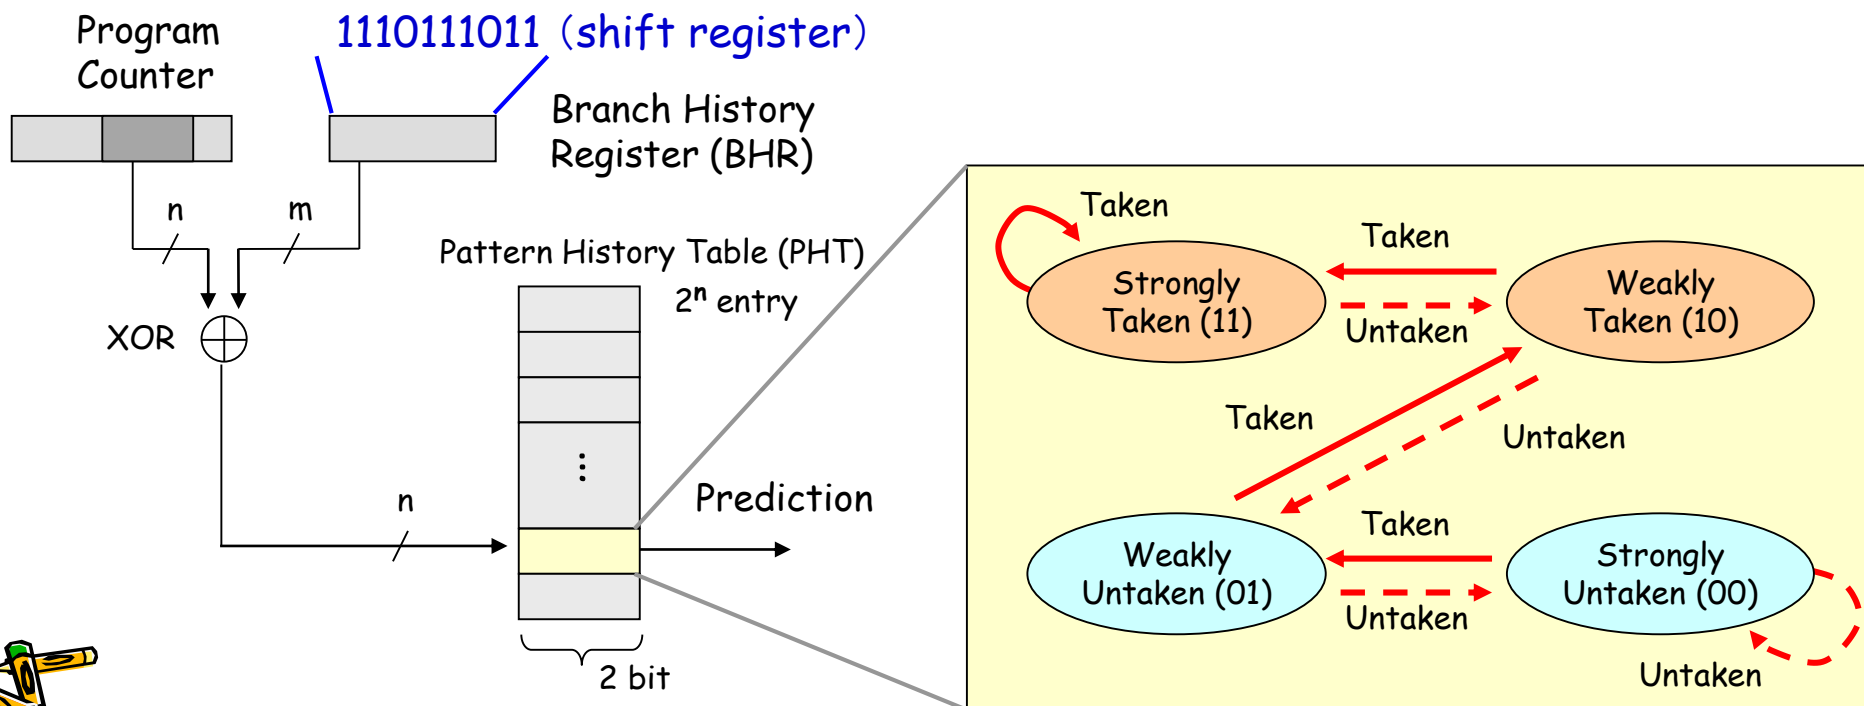 Program
Counter
1110111011（shift register）
Branch History
Register (BHR)
n
m
XOR
Pattern History Table (PHT)
2ⁿ entry
n
Prediction
2 bit
Taken
Strongly
Taken (11)
Taken
Untaken
Weakly
Taken (10)
Taken
Untaken
Weakly
Untaken (01)
Taken
Untaken
Strongly
Untaken (00)
Untaken